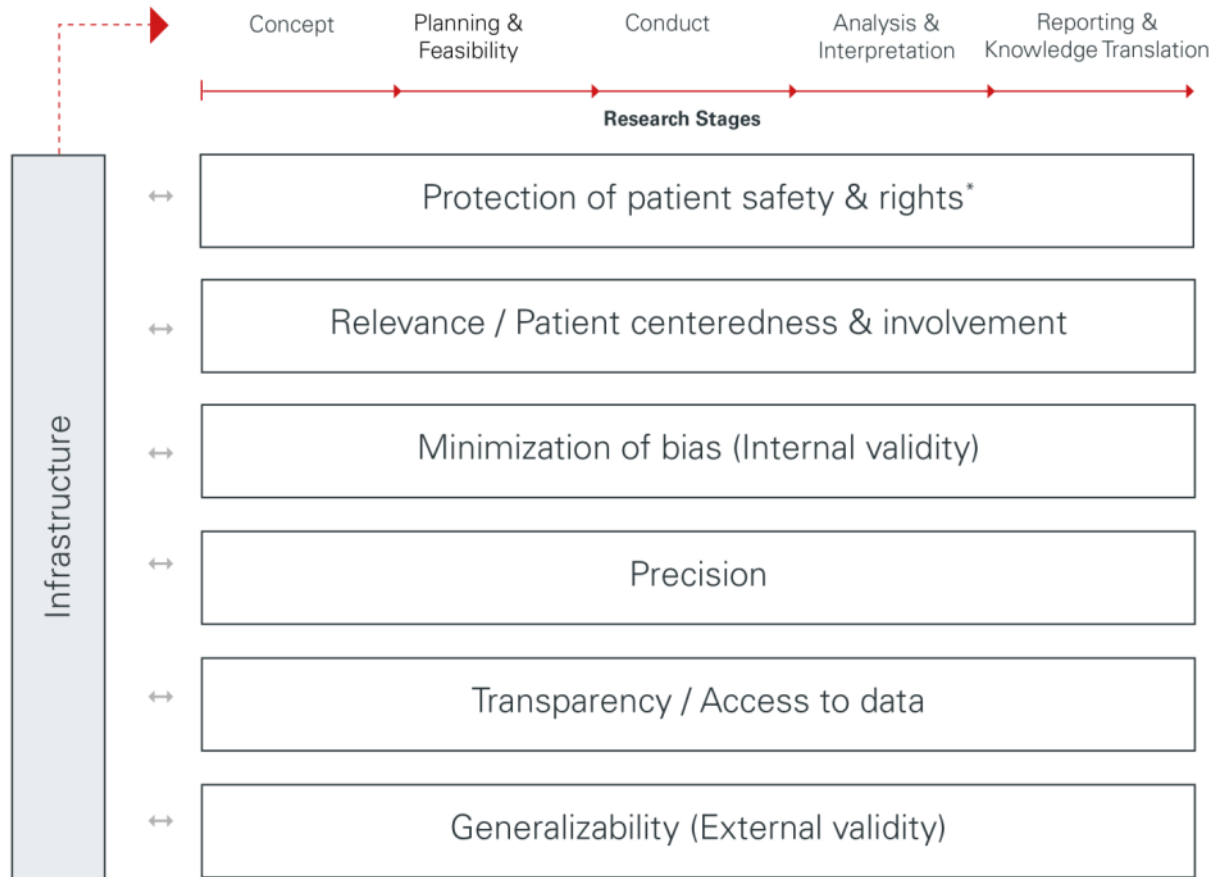 Concept
Planning &
Feasibility
Conduct
Analysis &
Interpretation
Reporting &
Knowledge Translation
Research Stages
Infrastructure
Protection of patient safety & rights*
Relevance / Patient centeredness & involvement
Minimization of bias (Internal validity)
Precision
Transparency / Access to data
Generalizability (External validity)